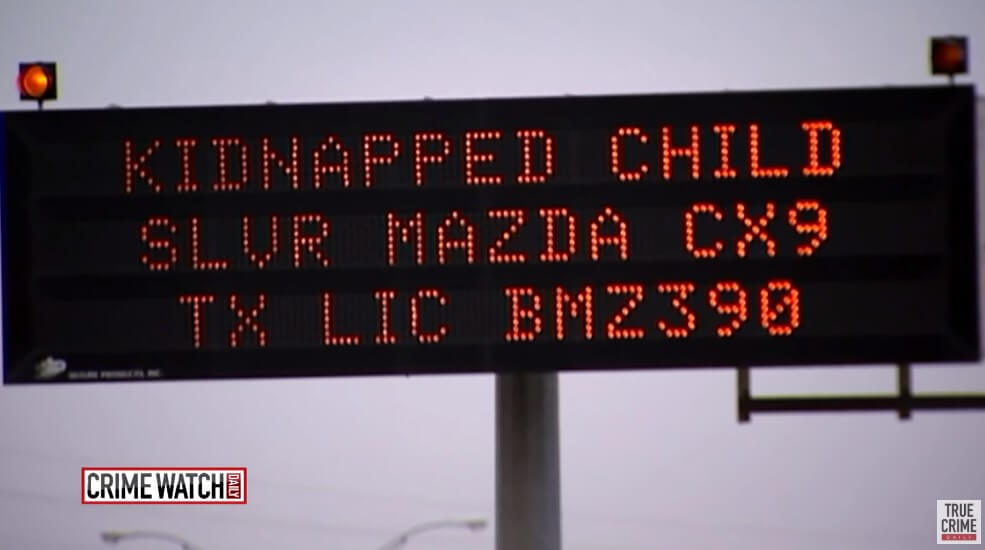 KIDNAPPED CHILD
SLVR MAZDA CX9
TX LIC BMZ390
CRIME WATCH DAILY
TRUE
CRIME
DAILY